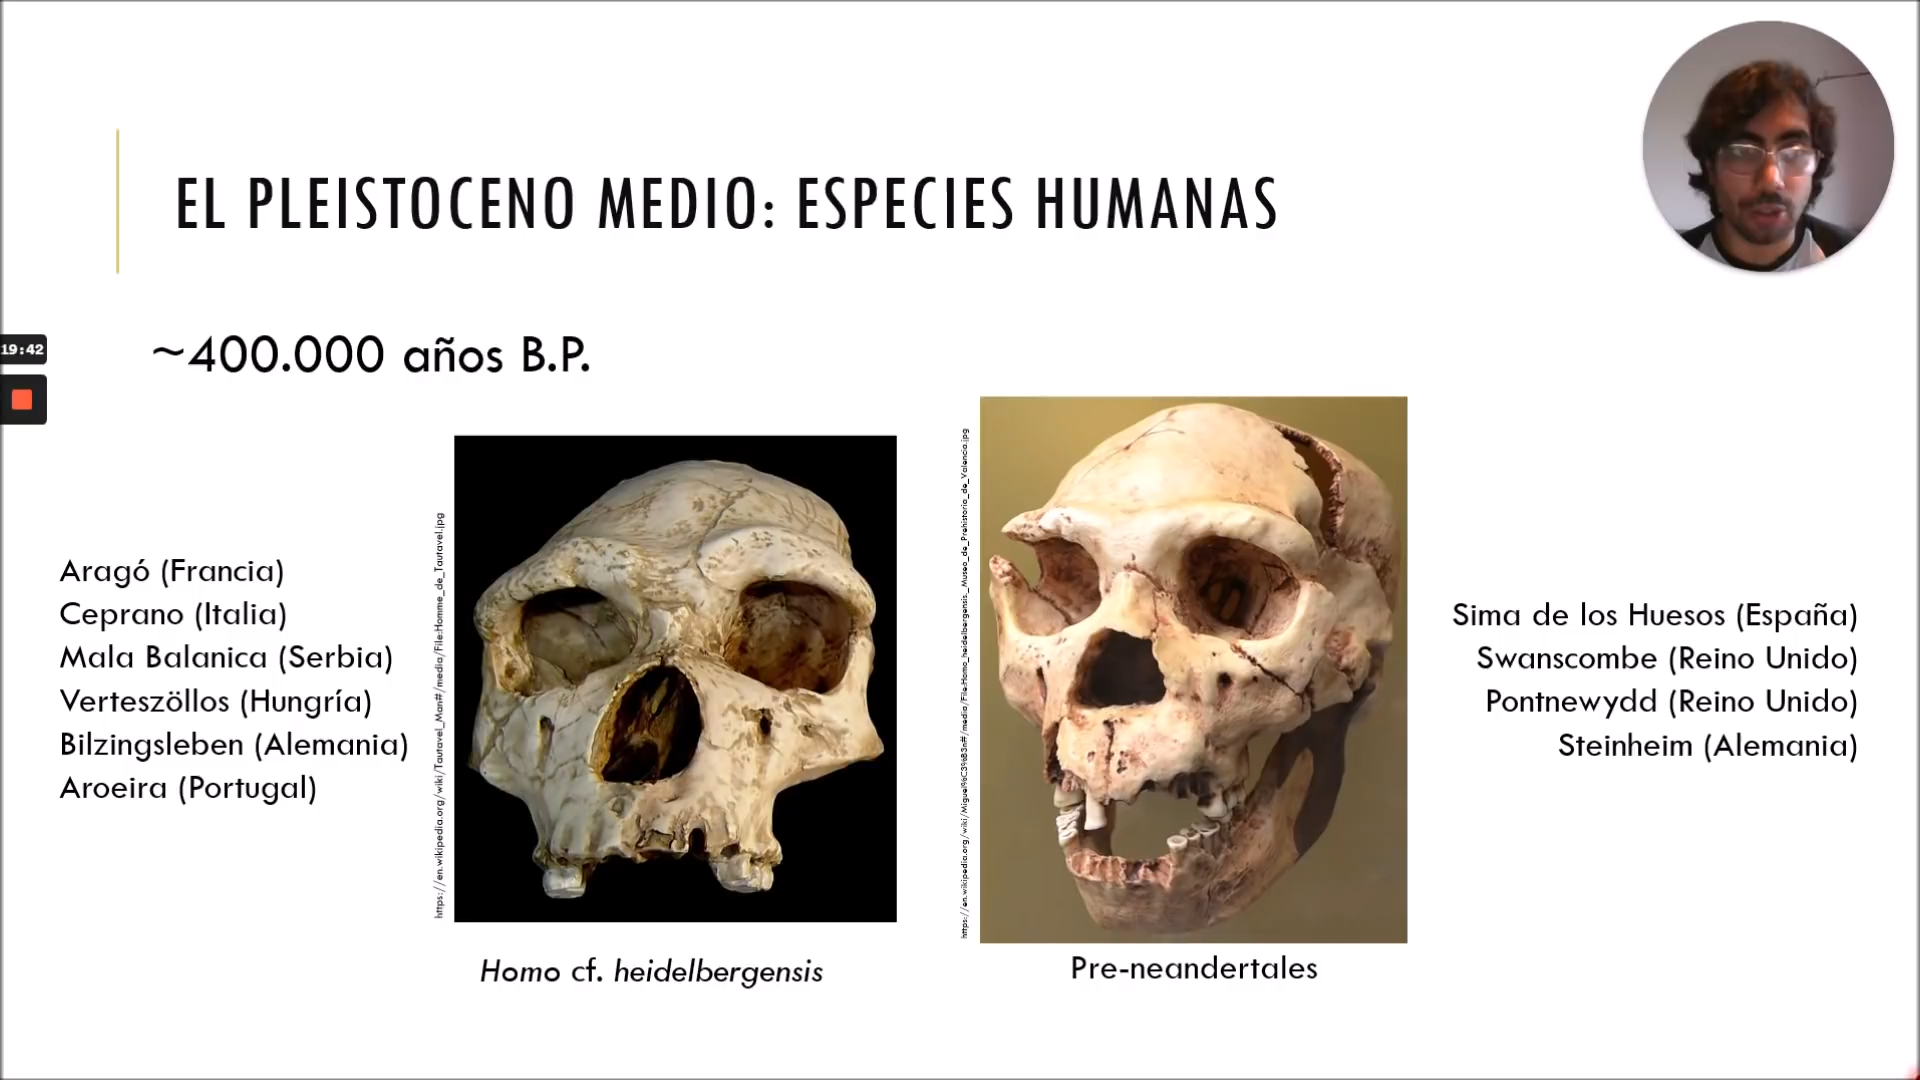 EL PLEISTOCENO MEDIO: ESPECIES HUMANAS
19:42
~400.000 años B.P.
Aragó (Francia)
Ceprano (Italia)
Mala Balanica (Serbia)
Verteszöllos (Hungría)
Bilzingsleben (Alemania)
Aroeira (Portugal)
https://en.wikipedia.org/wiki/Tautavel_Man#/media/File:Homme_de_Tautavel.jpg
Homo cf. heidelbergensis
https://en.wikipedia.org/wiki/Miguel%C3%B3n#/media/File:Homo_heidelbergensis_Museo_de_Prehistoria_de_Valencia.jpg
Pre-neandertales
Sima de los Huesos (España)
Swanscombe (Reino Unido)
Pontnewydd (Reino Unido)
Steinheim (Alemania)